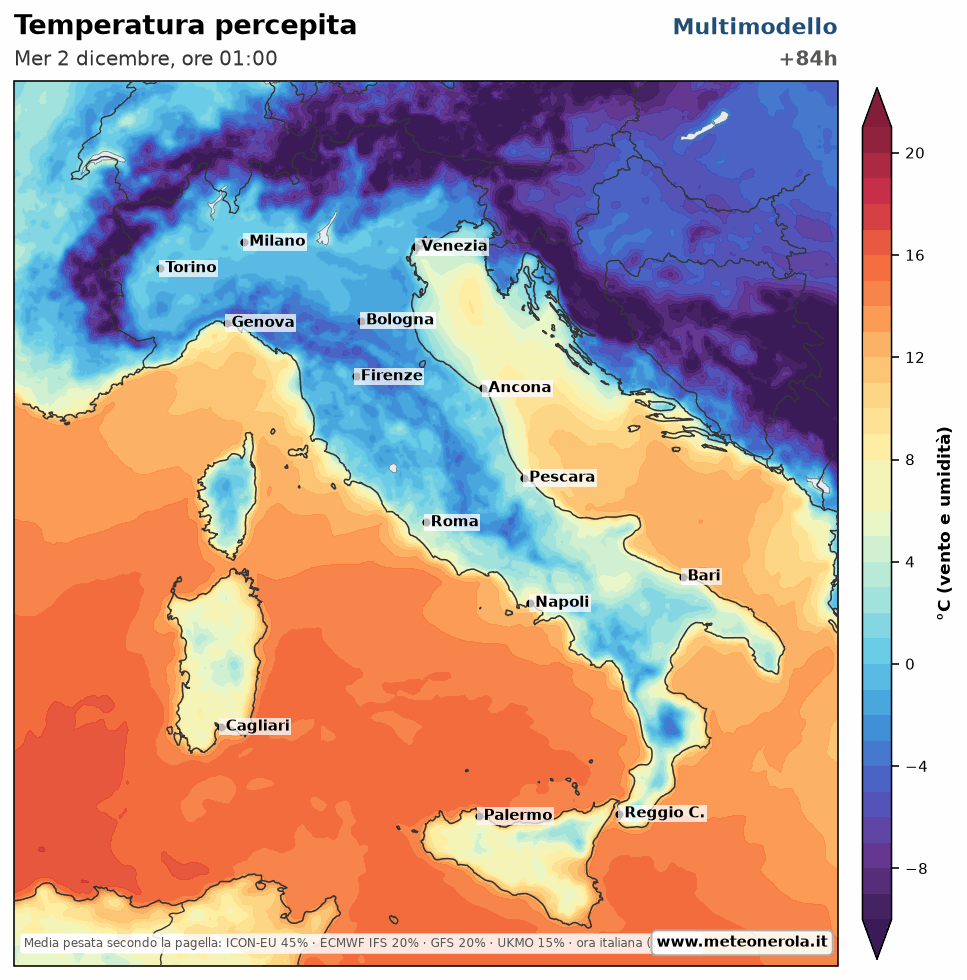 Temperatura percepita
Multimodello
Mer 2 dicembre, ore 01:00
+84h
Milano
Venezia
Torino
Genova
Bologna
Firenze
Ancona
Pescara
Roma
Bari
Napoli
Cagliari
Palermo
Reggio C.
20
16
12
8
4
0
−4
−8
°C (vento e umidità)
Media pesata secondo la pagella: ICON-EU 45% · ECMWF IFS 20% · GFS 20% · UKMO 15% · ora italiana (
www.meteonerola.it